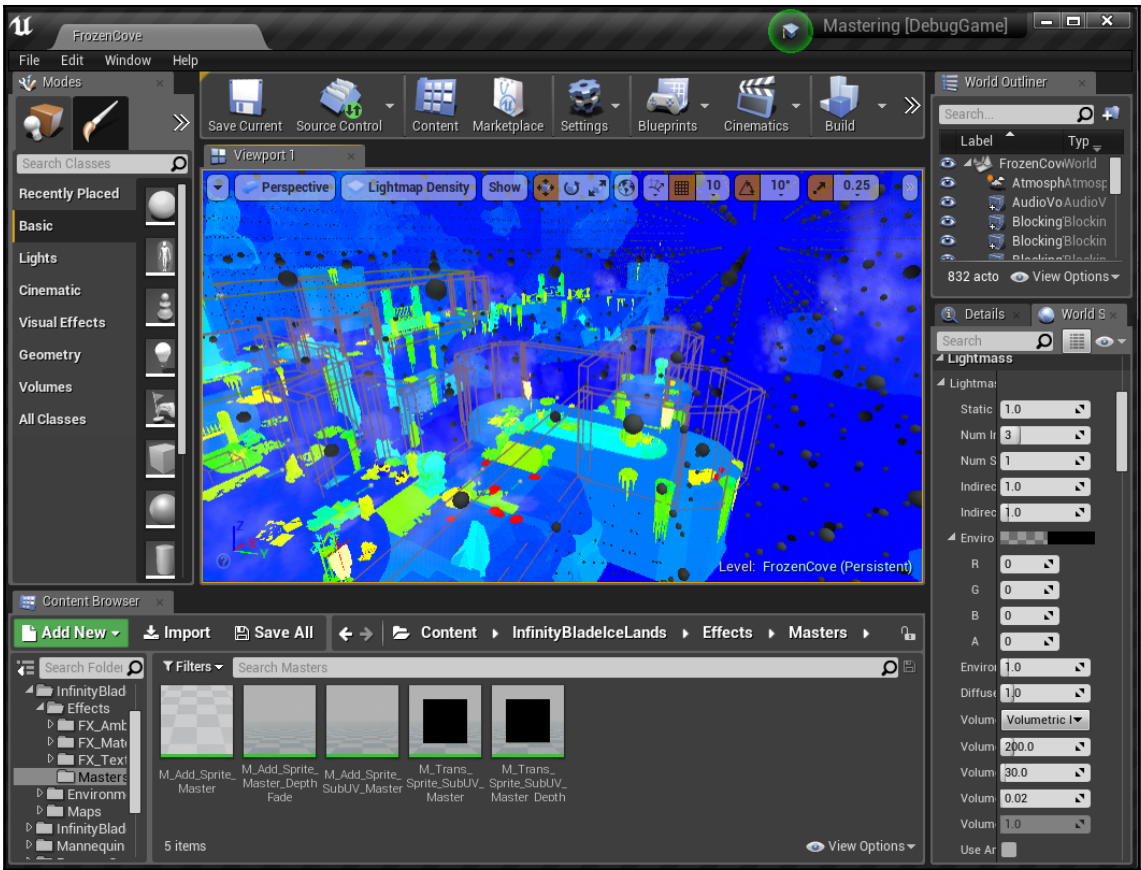 FrozenCove
Mastering [DebugGame]
File Edit Window Help
Modes
Search Classes
Recently Placed
Basic
Lights
Cinematic
Visual Effects
Geometry
Volumes
All Classes
Save Current Source Control Content Marketplace Settings Blueprints Cinematics Build
Viewport 1
Perspective Lightmap Density Show 10 10° 0.25
Level: FrozenCove (Persistent)
World Outliner
Search...
Label Typ
FrozenCov World
Atmosph Atmosp
AudioVo AudioV
Blocking Blockin
Blocking Blockin
Blocking Blockin
832 acto View Options
Details World S
Search
Lightmass
Lightmas
Static 1.0
Num In 3
Num S 1
Indirec 1.0
Indirec 1.0
Enviro
R 0
G 0
B 0
A 0
Enviro 1.0
Diffuse 1.0
Volum Volumetric l
Volum 200.0
Volum 30.0
Volum 0.02
Volum 1.0
Use Ar
Content Browser
Add New Import Save All Content InfinityBladeIceLands Effects Masters
Search Folder
Filters Search Masters
InfinityBlad
Effects
FX_Amb
FX_Mate
FX_Text
Masters
Environm
Maps
InfinityBlad
Mannequin
M_Add_Sprite_
Master
M_Add_Sprite_
Master_Depth
Fade
M_Add_Sprite_
SubUV_Master
M_Trans_
Sprite_SubUV_
Master
M_Trans_
Sprite_SubUV_
Master_Depth
5 items
View Options